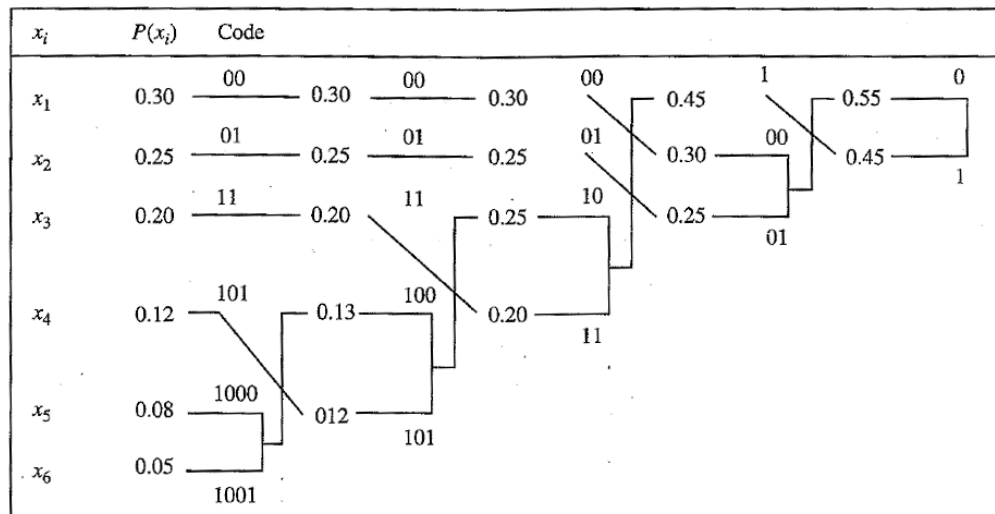 xᵢ P(xᵢ) Code
00 00 00 1 0
x₁ 0.30 0.30 0.30 0.45 0.55
01 01 01 00
x₂ 0.25 0.25 0.25 0.30 0.45
11 11 10 1
x₃ 0.20 0.20 0.25 0.25
01
101 100
x₄ 0.12 0.13 0.20
11
1000
x₅ 0.08 012
101
x₆ 0.05
1001